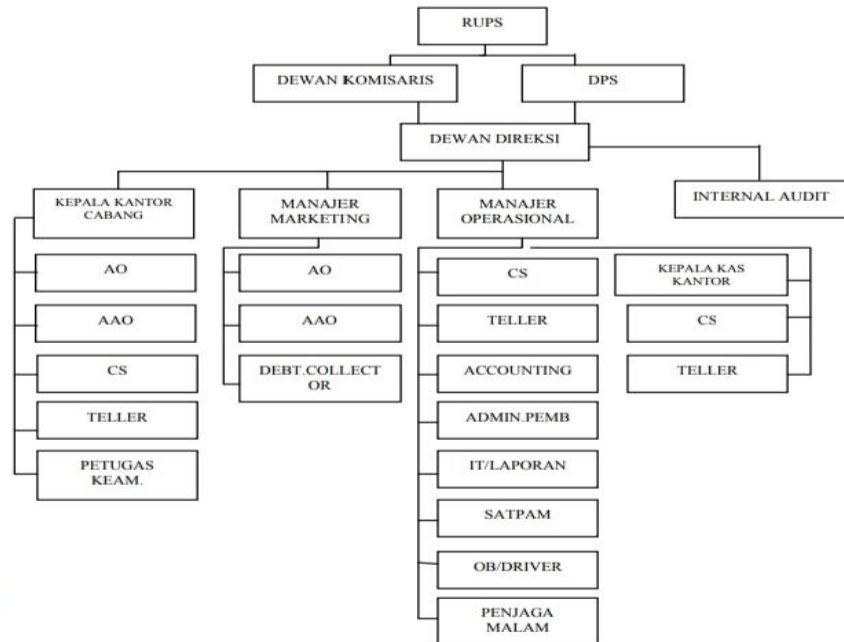 RUPS
DEWAN KOMISARIS
DPS
DEWAN DIREKSI
INTERNAL AUDIT
KEPALA KANTOR
CABANG
AO
AAO
CS
TELLER
PETUGAS
KEAM.
MANAJER
MARKETING
AO
AAO
DEBT.COLLECT
OR
MANAJER
OPERASIONAL
CS
TELLER
ACCOUNTING
ADMIN.PEMB
IT/LAPORAN
SATPAM
OB/DRIVER
PENJAGA
MALAM
KEPALA KAS
KANTOR
CS
TELLER